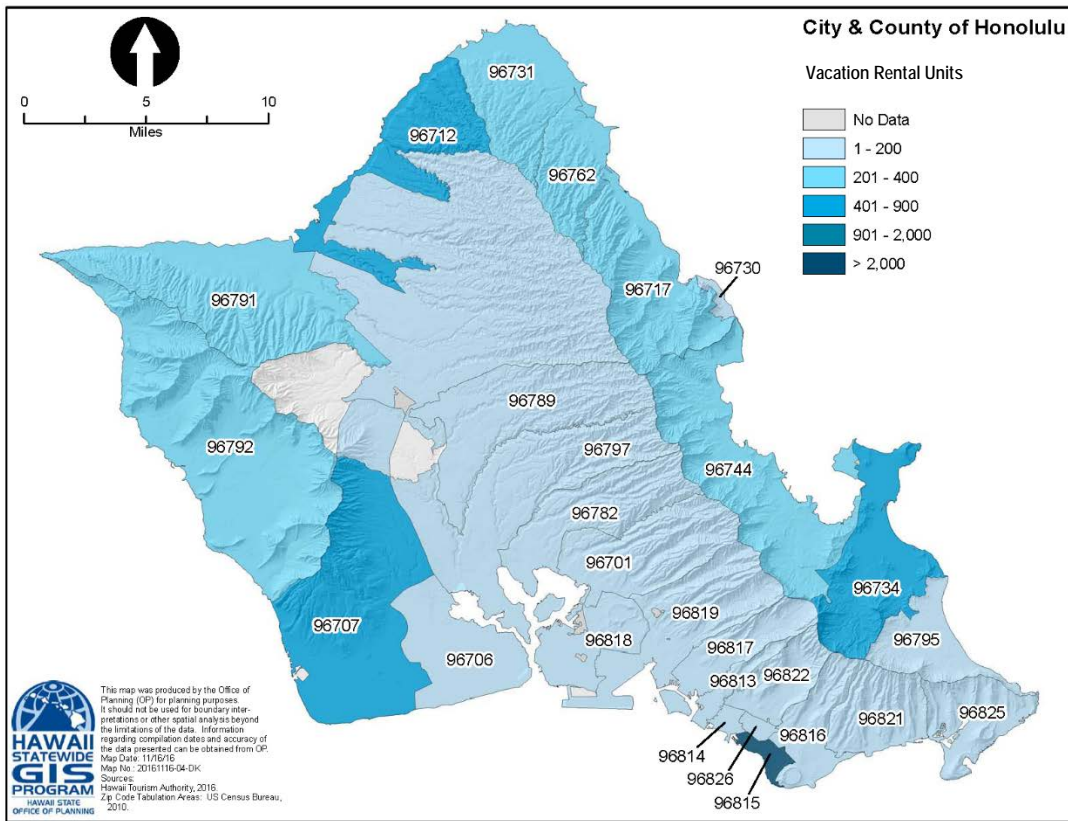 City & County of Honolulu
Vacation Rental Units
No Data
1 - 200
201 - 400
401 - 900
901 - 2,000
> 2,000
0 5 10
Miles
96731
96712
96762
96730
96717
96791
96789
96792
96797
96744
96782
96701
96734
96707
96819
96795
96818
96706
96817
96822
96813
96821
96825
96816
96814
96826
96815
HAWAII
STATEWIDE
GIS
PROGRAM
HAWAII STATE
OFFICE OF PLANNING
This map was produced by the Office of
Planning (OP) for planning purposes.
It should not be used for boundary inter-
pretations or other spatial analysis beyond
the limitations of the data. Information
regarding compilation dates and accuracy of
the data presented can be obtained from OP.
Map Date: 11/16/16
Map No.: 20161116-04-DK
Sources:
Hawaii Tourism Authority, 2016.
Zip Code Tabulation Areas: US Census Bureau,
2010.